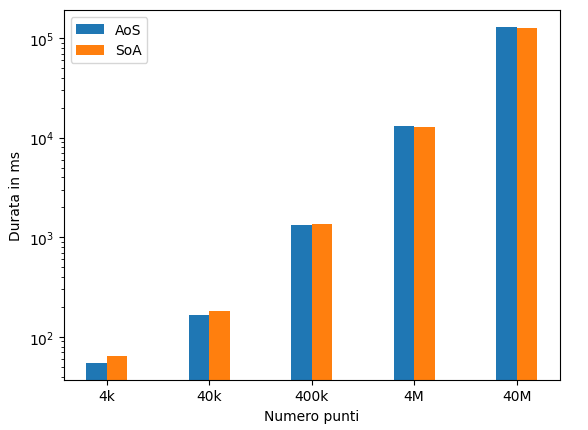 AoS
SoA
10^5
10^4
10^3
10^2
Durata in ms
4k 40k 400k 4M 40M
Numero punti